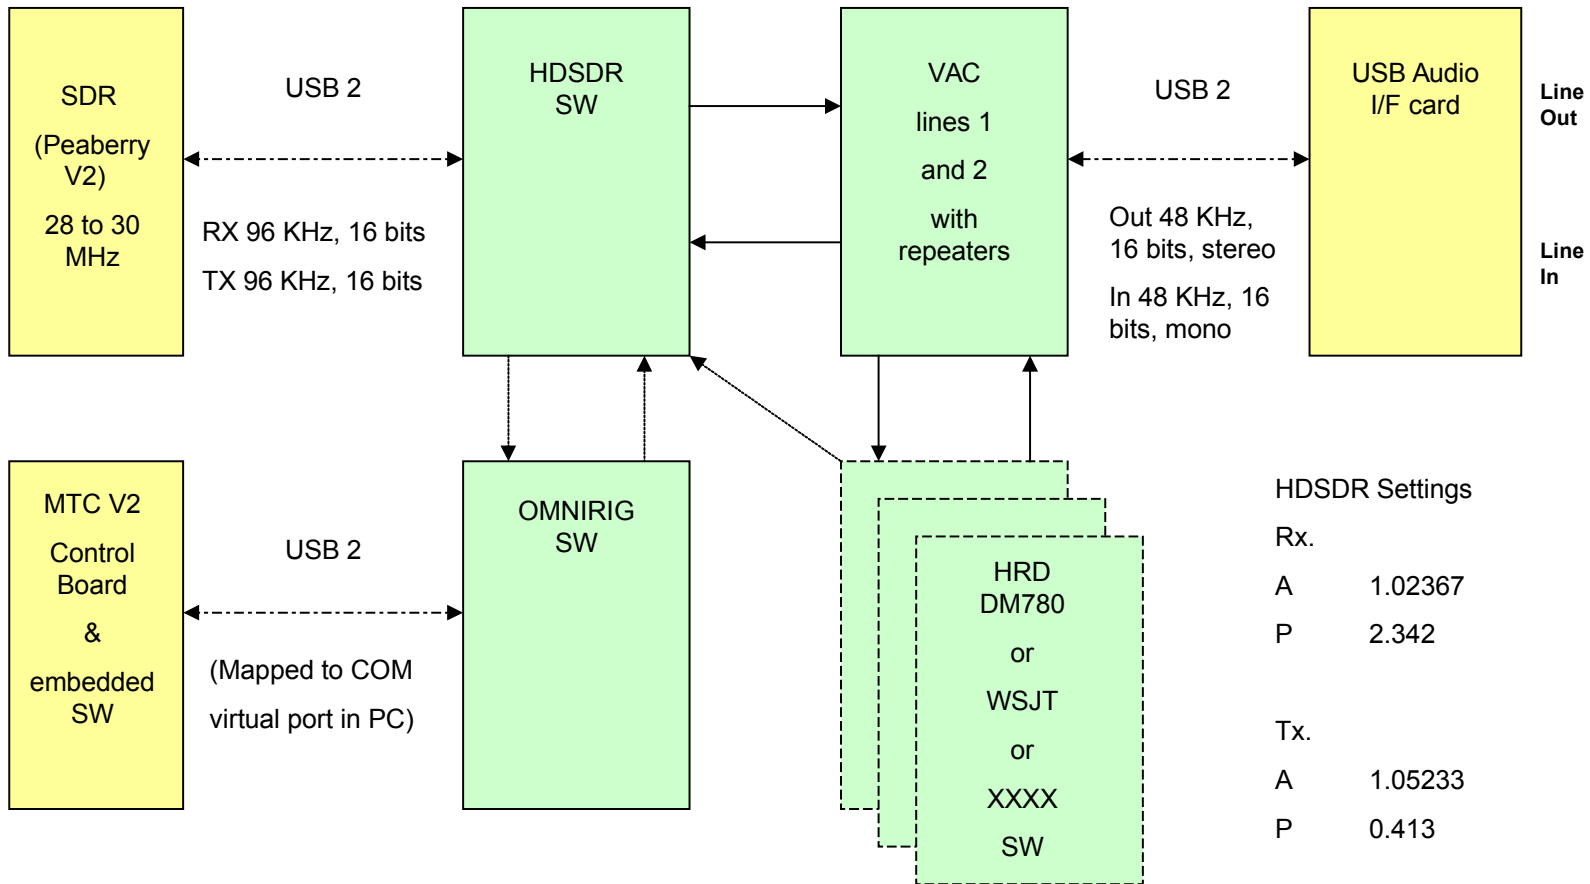 SDR
(Peaberry
V2)
28 to 30
MHz
USB 2
RX 96 KHz, 16 bits
TX 96 KHz, 16 bits
HDSDR
SW
VAC
lines 1
and 2
with
repeaters
USB 2
Out 48 KHz,
16 bits, stereo
In 48 KHz, 16
bits, mono
USB Audio
I/F card
Line
Out
Line
In
MTC V2
Control
Board
&
embedded
SW
USB 2
(Mapped to COM
virtual port in PC)
OMNIRIG
SW
HRD
DM780
or
WSJT
or
XXXX
SW
HDSDR Settings
Rx.
A 1.02367
P 2.342
Tx.
A 1.05233
P 0.413